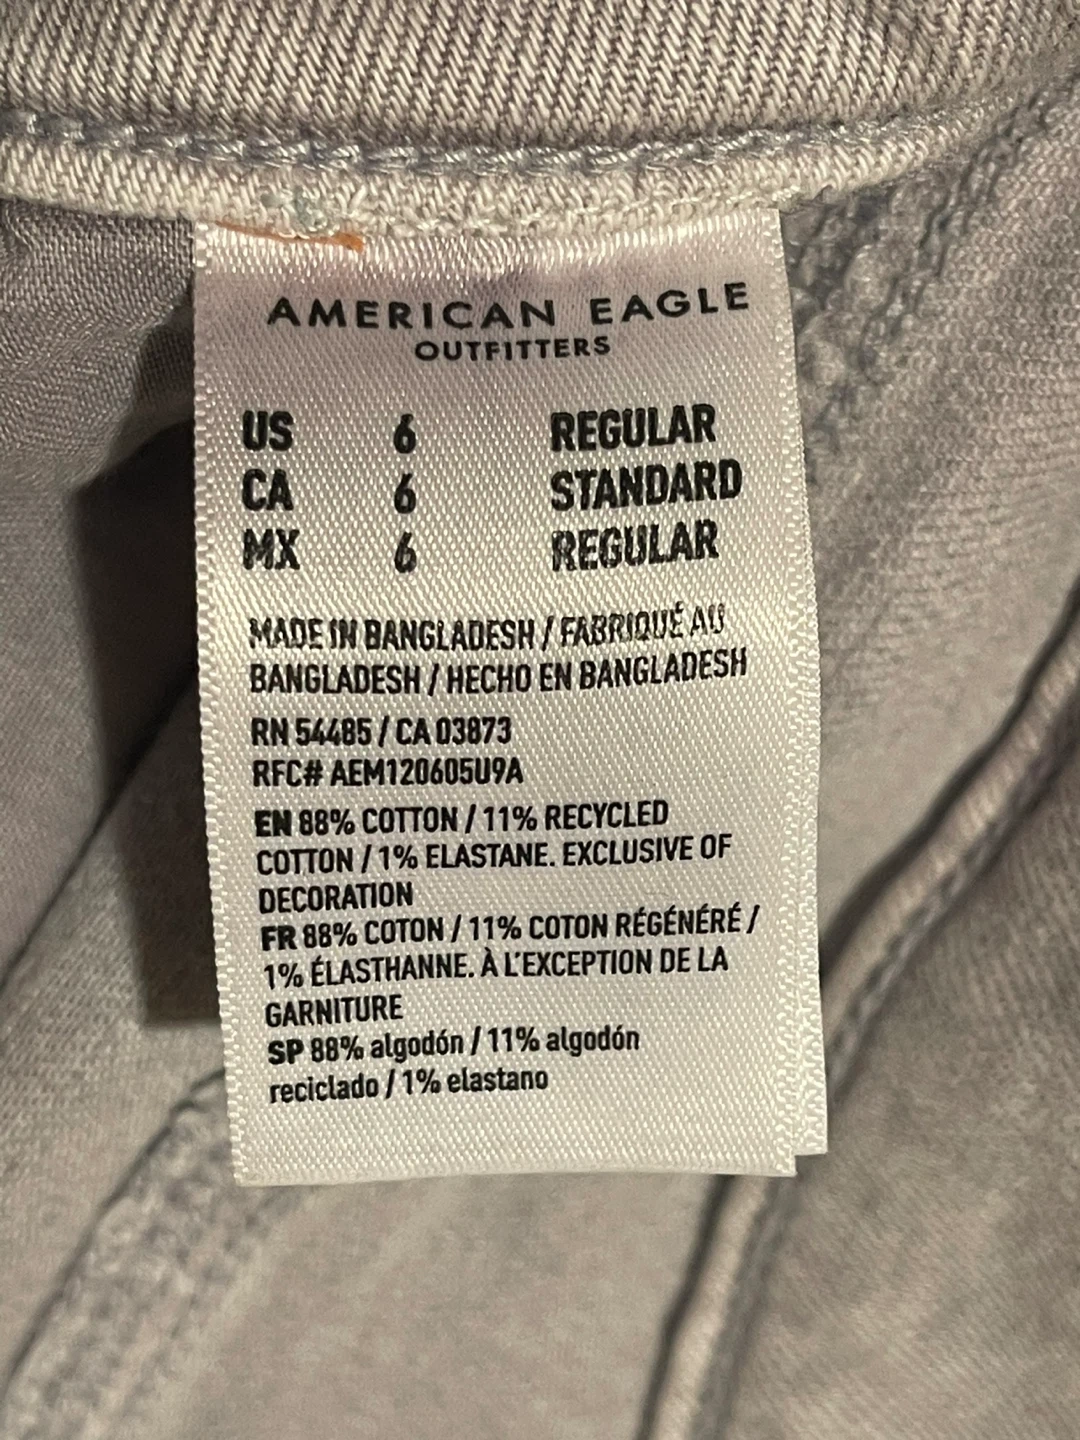 AMERICAN EAGLE
OUTFITTERS
US 6 REGULAR
CA 6 STANDARD
MX 6 REGULAR
MADE IN BANGLADESH / FABRIQUÉ AU
BANGLADESH / HECHO EN BANGLADESH
RN 54485 / CA 03873
RFC# AEM120605U9A
EN 88% COTTON / 11% RECYCLED
COTTON / 1% ELASTANE. EXCLUSIVE OF
DECORATION
FR 88% COTON / 11% COTON RÉGÉNÉRÉ /
1% ÉLASTHANNE. À L'EXCEPTION DE LA
GARNITURE
SP 88% algodón / 11% algodón
reciclado / 1% elastano